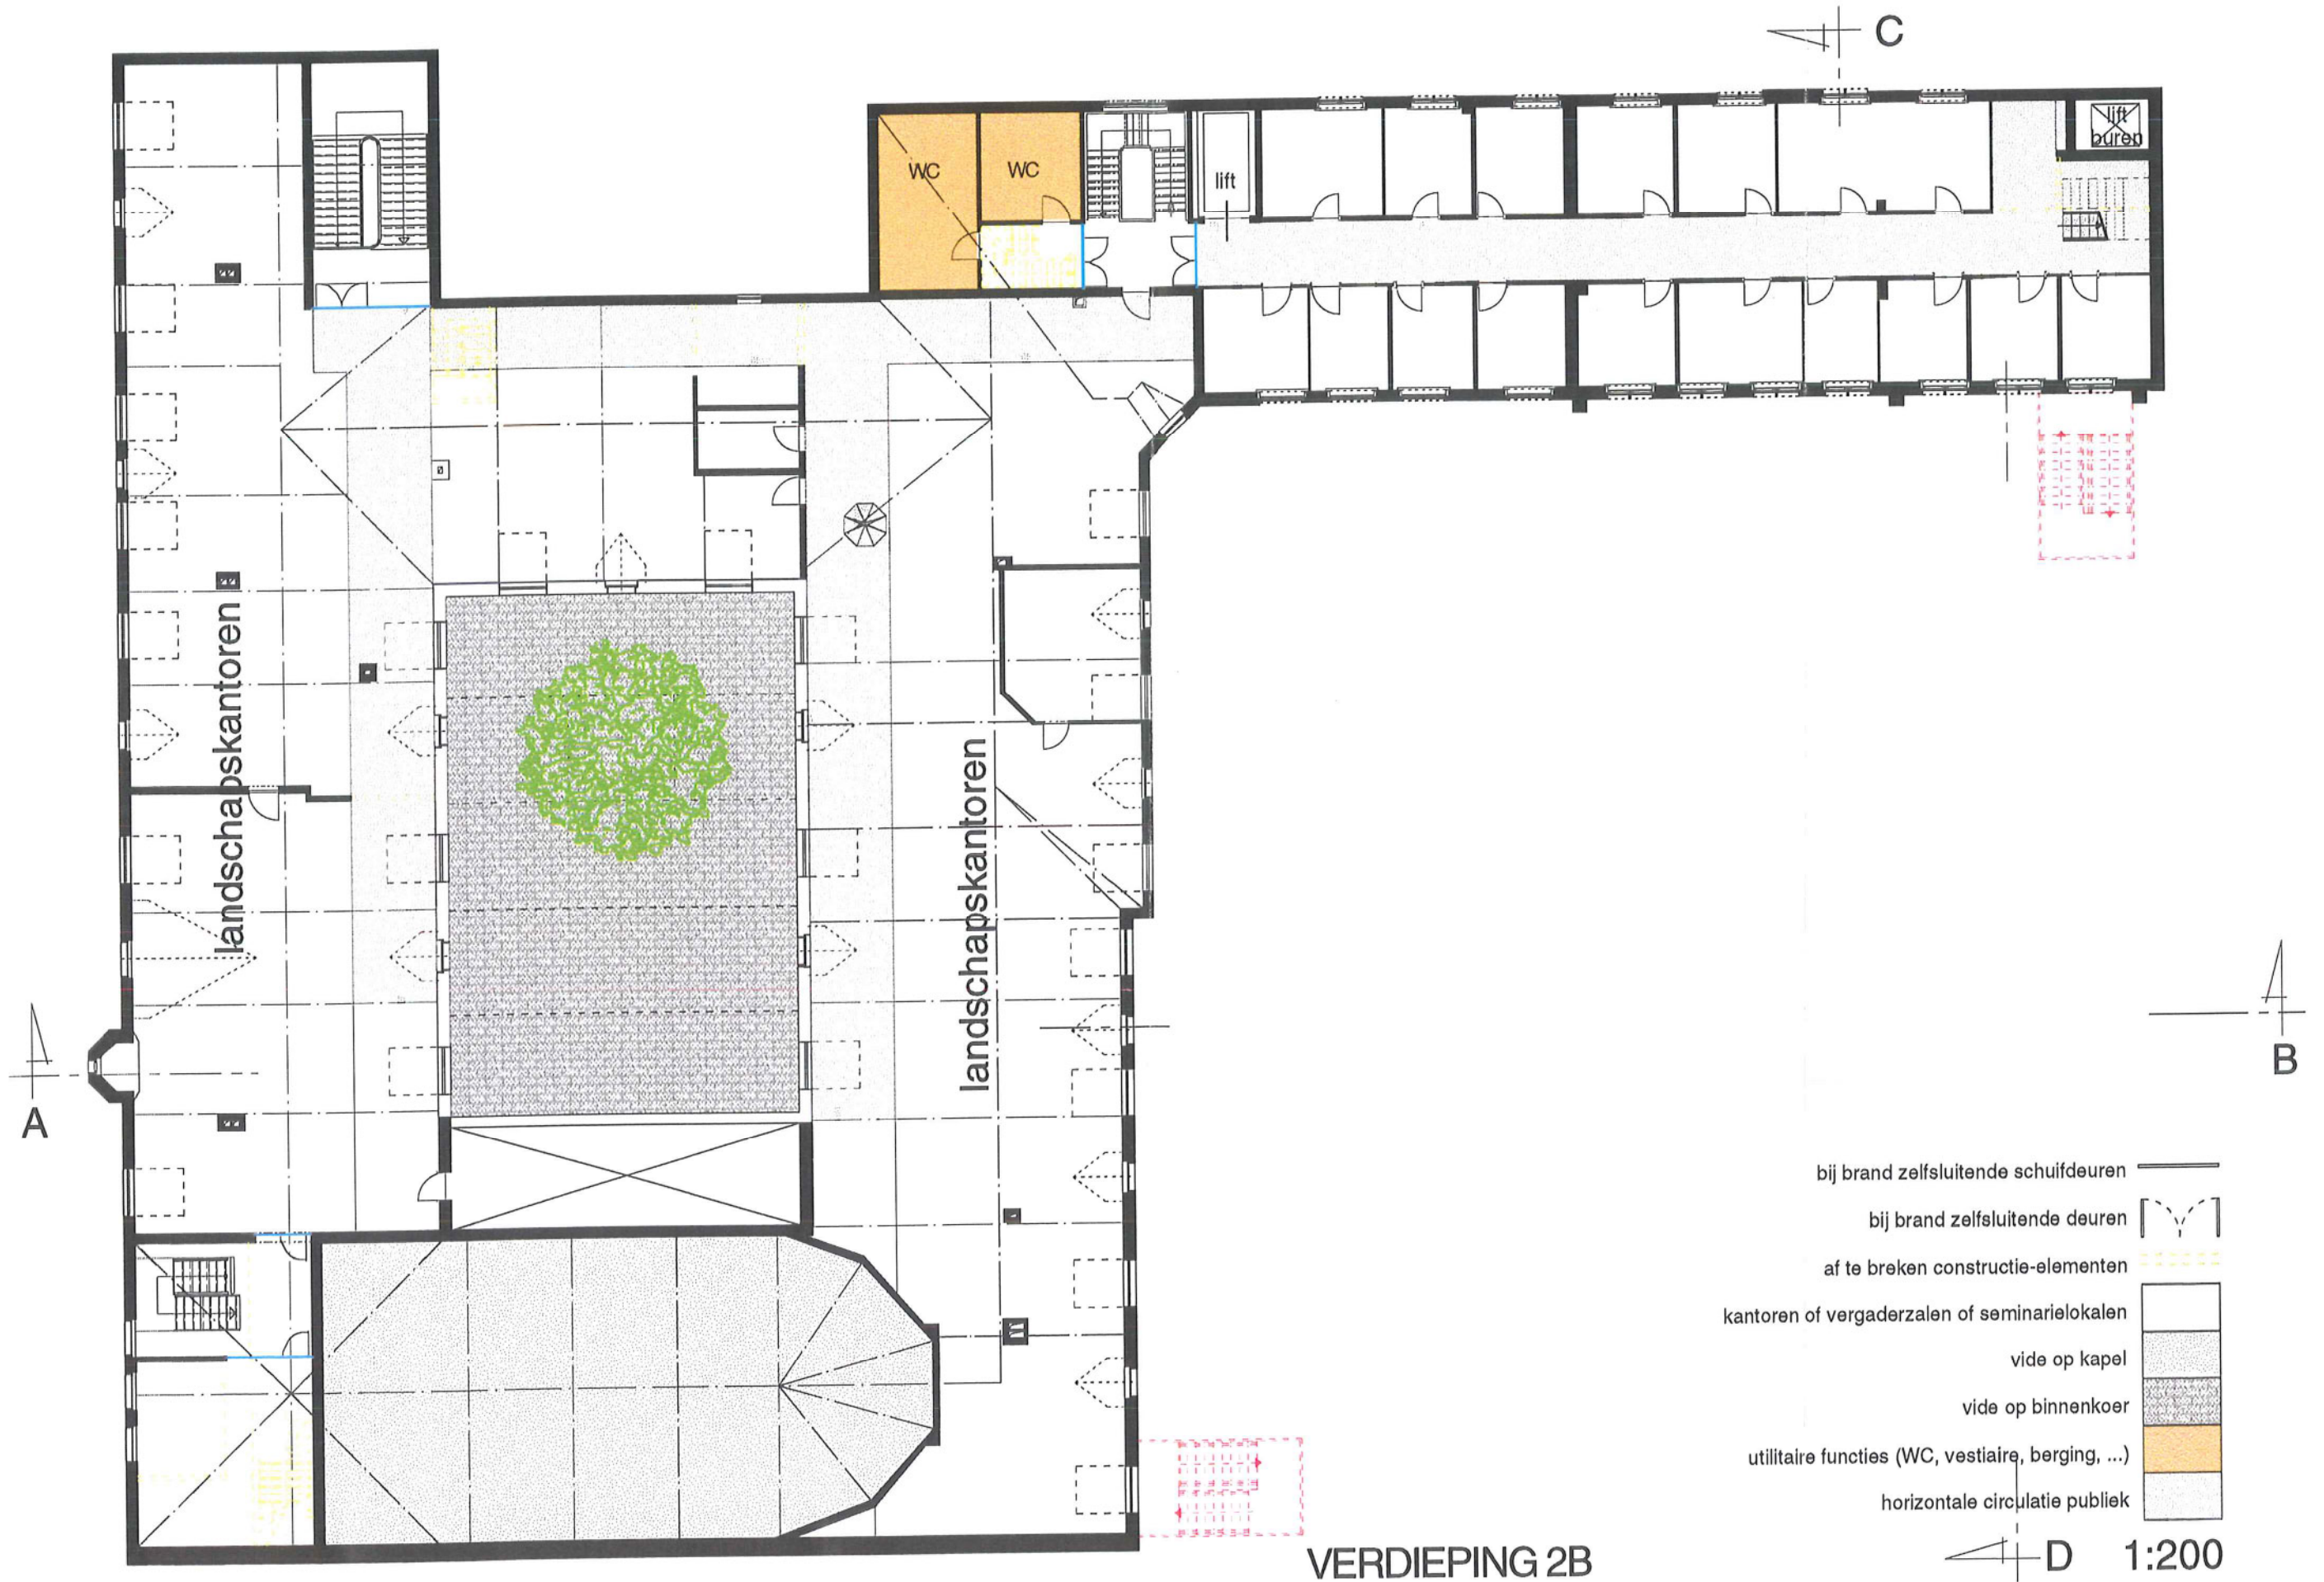 C
lift
buren
WC
WC
lift
landschapskantoren
landschapskantoren
A
B
bij brand zelfsluitende schuifdeuren
bij brand zelfsluitende deuren
af te breken constructie-elementen
kantoren of vergaderzalen of seminarielokalen
vide op kapel
vide op binnenkoer
utilitaire functies (WC, vestiaire, berging, ...)
horizontale circulatie publiek
VERDIEPING 2B
D
1:200